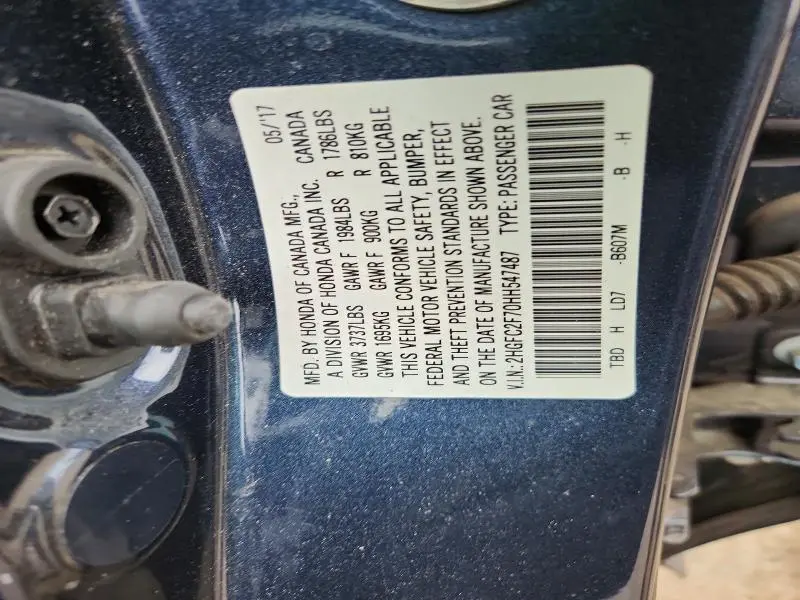 05/17
MFD. BY HONDA OF CANADA MFG.,
A DIVISION OF HONDA CANADA INC. CANADA
GVWR 3737LBS GAWR F 1984LBS R 1786LBS
GVWR 1695KG GAWR F 900KG R 810KG
THIS VEHICLE CONFORMS TO ALL APPLICABLE
FEDERAL MOTOR VEHICLE SAFETY, BUMPER,
AND THEFT PREVENTION STANDARDS IN EFFECT
ON THE DATE OF MANUFACTURE SHOWN ABOVE.
V.I.N.: 2HGFC2F70HH547487 TYPE: PASSENGER CAR
TBD H LD7 -B607M -B -H